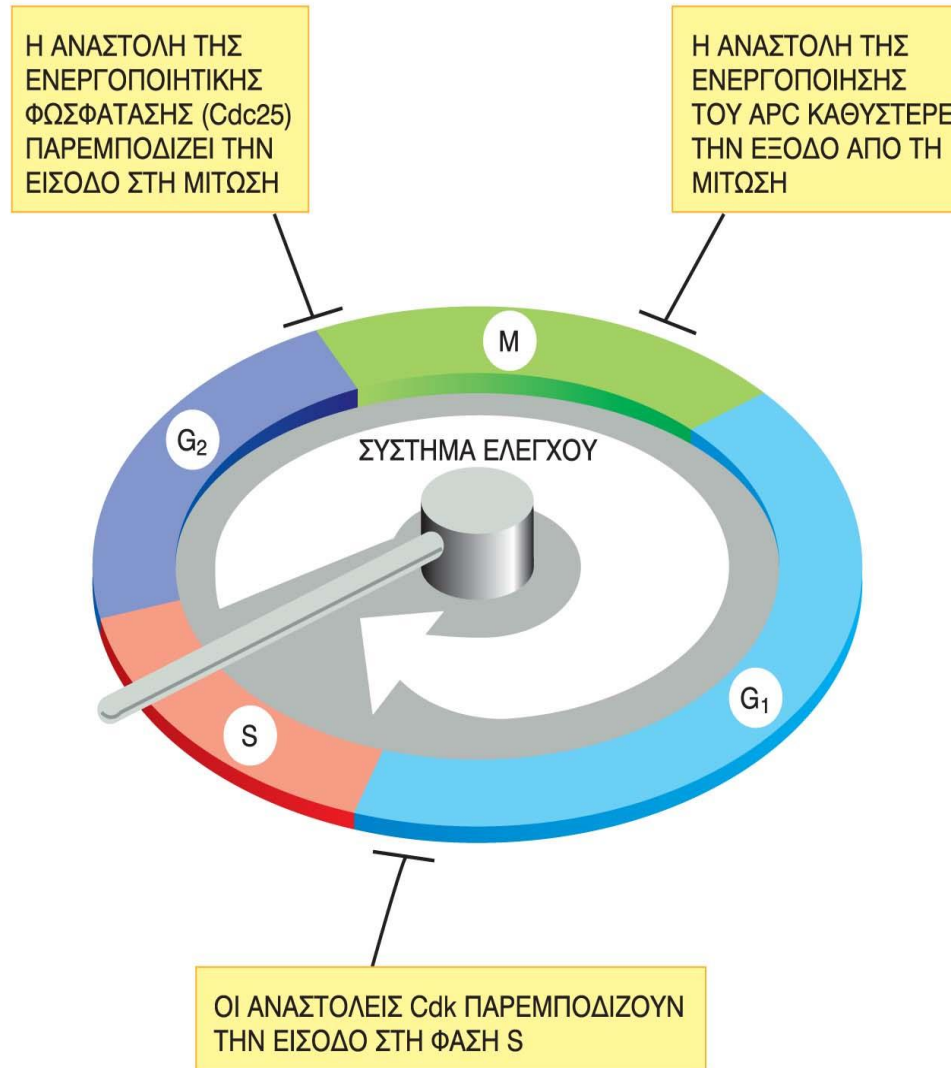 Η ΑΝΑΣΤΟΛΗ ΤΗΣ
ΕΝΕΡΓΟΠΟΙΗΤΙΚΗΣ
ΦΩΣΦΑΤΑΣΗΣ (Cdc25)
ΠΑΡΕΜΠΟΔΙΖΕΙ ΤΗΝ
ΕΙΣΟΔΟ ΣΤΗ ΜΙΤΩΣΗ
Η ΑΝΑΣΤΟΛΗ ΤΗΣ
ΕΝΕΡΓΟΠΟΙΗΣΗΣ
ΤΟΥ APC ΚΑΘΥΣΤΕΡΕ
ΤΗΝ ΕΞΟΔΟ ΑΠΟ ΤΗ
ΜΙΤΩΣΗ
M
G₂
ΣΥΣΤΗΜΑ ΕΛΕΓΧΟΥ
G₁
S
ΟΙ ΑΝΑΣΤΟΛΕΙΣ Cdk ΠΑΡΕΜΠΟΔΙΖΟΥΝ
ΤΗΝ ΕΙΣΟΔΟ ΣΤΗ ΦΑΣΗ S